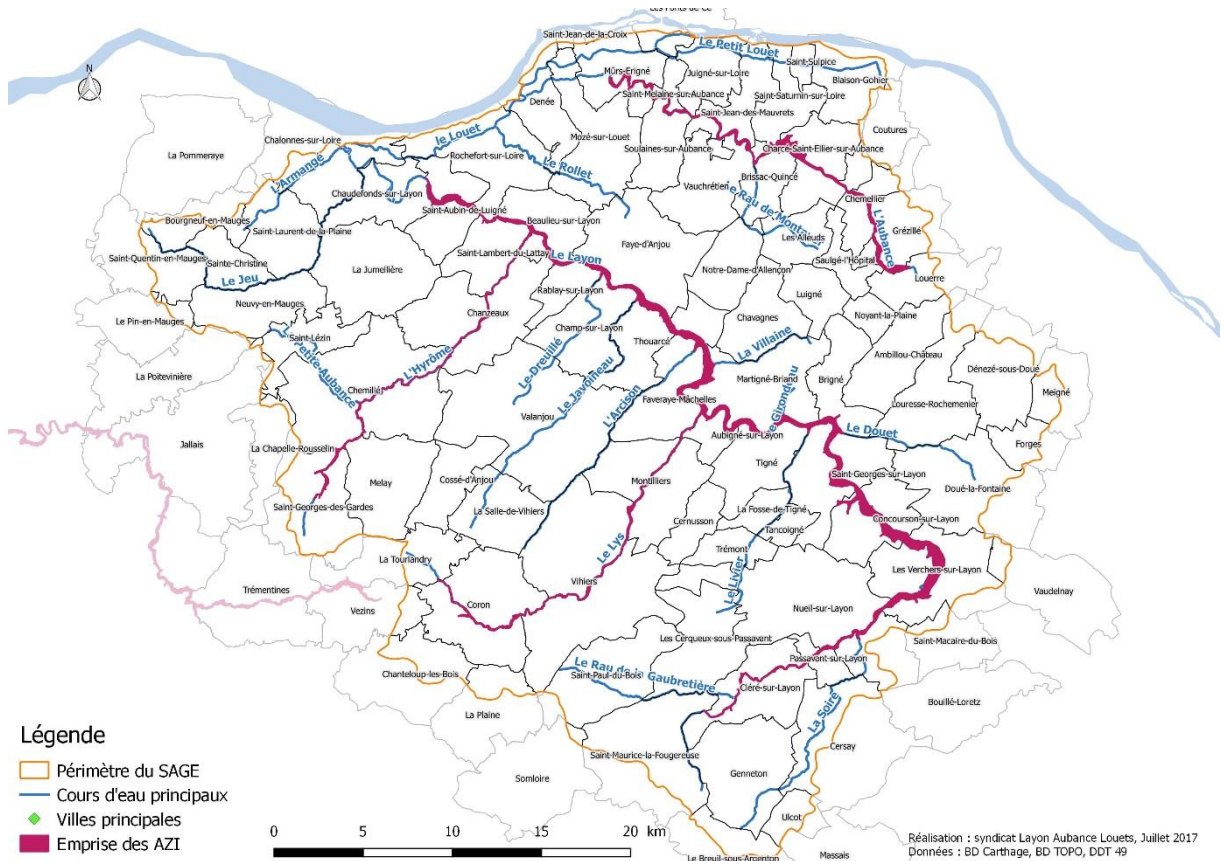 Les Ponts-de-Cé
Saint-Jean-de-la-Croix
Le Petit Louet
Saint-Sulpice
Mûrs-Erigné
Juigné-sur-Loire
Blaison-Gohier
N
Saint-Melaine-sur-Aubance
Saint-Saturnin-sur-Loire
Denée
Saint-Jean-des-Mauvrets
Coutures
Chalonnes-sur-Loire
le Louet
Mozé-sur-Louet
Soulaines-sur-Aubance
Charcé-Saint-Ellier-sur-Aubance
La Pommeraye
Rochefort-sur-Loire
Le Rollet
Brissac-Quincé
L'Armange
Vauchrétien
Chaudefonds-sur-Layon
Chemellier
Saint-Aubin-de-Luigné
Le Rau de
L'Aubance
Bourgneuf-en-Mauges
Beaulieu-sur-Layon
Grézillé
Saint-Laurent-de-la-Plaine
Les Alleuds
Faye-d'Anjou
Saint-Lambert-du-Lattay
Le Layon
Saulgé-l'Hôpital
Saint-Quentin-en-Mauges
Sainte-Christine
La Jumellière
Notre-Dame-d'Allençon
Louerre
Le Jeu
Rablay-sur-Layon
Luigné
Neuvy-en-Mauges
Chanzeaux
Chavagnes
Noyant-la-Plaine
Le Pin-en-Mauges
Champ-sur-Layon
Saint-Lézin
Thouarcé
La Villaine
Ambillou-Château
Petite-Aubance
L'Hyrôme
Le Dreuillé
Le Javoineau
Dénezé-sous-Doué
La Poitevinière
Martigné-Briand
Brigné
Meigné
Chemillé
L'Arcison
Girondeau
Valanjou
Faveraye-Mâchelles
Louresse-Rochemenier
Le Douet
Jallais
Aubigné-sur-Layon
Forges
La Chapelle-Rousselin
Tigné
Saint-Georges-sur-Layon
Melay
Cossé-d'Anjou
Montilliers
Doué-la-Fontaine
Saint-Georges-des-Gardes
La Salle-de-Vihiers
La Fosse-de-Tigné
Cernusson
Concourson-sur-Layon
Tancoigné
Le Lys
Trémont
La Tourlandry
Les Verchers-sur-Layon
Trémentines
Vihiers
Le Livier
Vaudelnay
Vezins
Coron
Nueil-sur-Layon
Les Cerqueux-sous-Passavant
Saint-Macaire-du-Bois
Passavant-sur-Layon
Le Rau de la Gaubretière
Chanteloup-les-Bois
Saint-Paul-du-Bois
Cléré-sur-Layon
Bouillé-Loretz
La Plaine
La Soire
Saint-Maurice-la-Fougereuse
Cersay
Somloire
Genneton
Ulcot
Le Breuil-sous-Argenton
Massais
Légende
Périmètre du SAGE
Cours d'eau principaux
Villes principales
Emprise des AZI
0 5 10 15 20 km
Réalisation : syndicat Layon Aubance Louets, Juillet 2017
Données : BD Carthage, BD TOPO, DDT 49